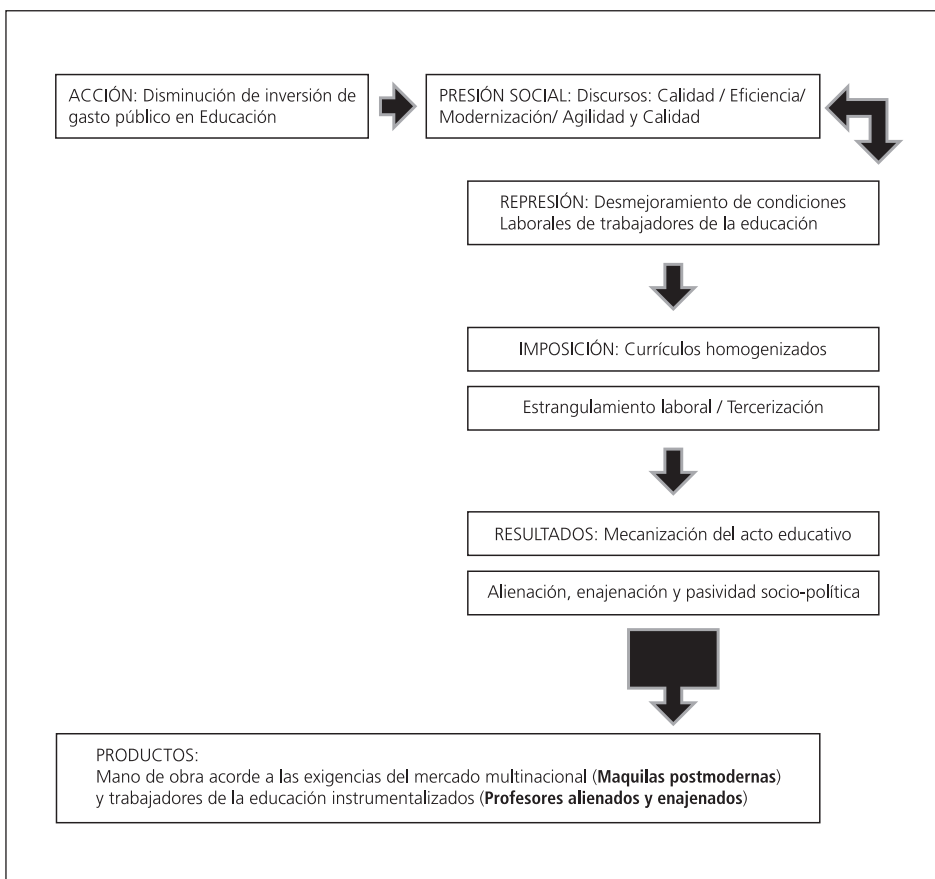 ACCIÓN: Disminución de inversión de
gasto público en Educación
PRESIÓN SOCIAL: Discursos: Calidad / Eficiencia/
Modernización/ Agilidad y Calidad
REPRESIÓN: Desmejoramiento de condiciones
Laborales de trabajadores de la educación
IMPOSICIÓN: Currículos homogenizados
Estrangulamiento laboral / Tercerización
RESULTADOS: Mecanización del acto educativo
Alienación, enajenación y pasividad socio-política
PRODUCTOS:
Mano de obra acorde a las exigencias del mercado multinacional (Maquilas postmodernas)
y trabajadores de la educación instrumentalizados (Profesores alienados y enajenados)